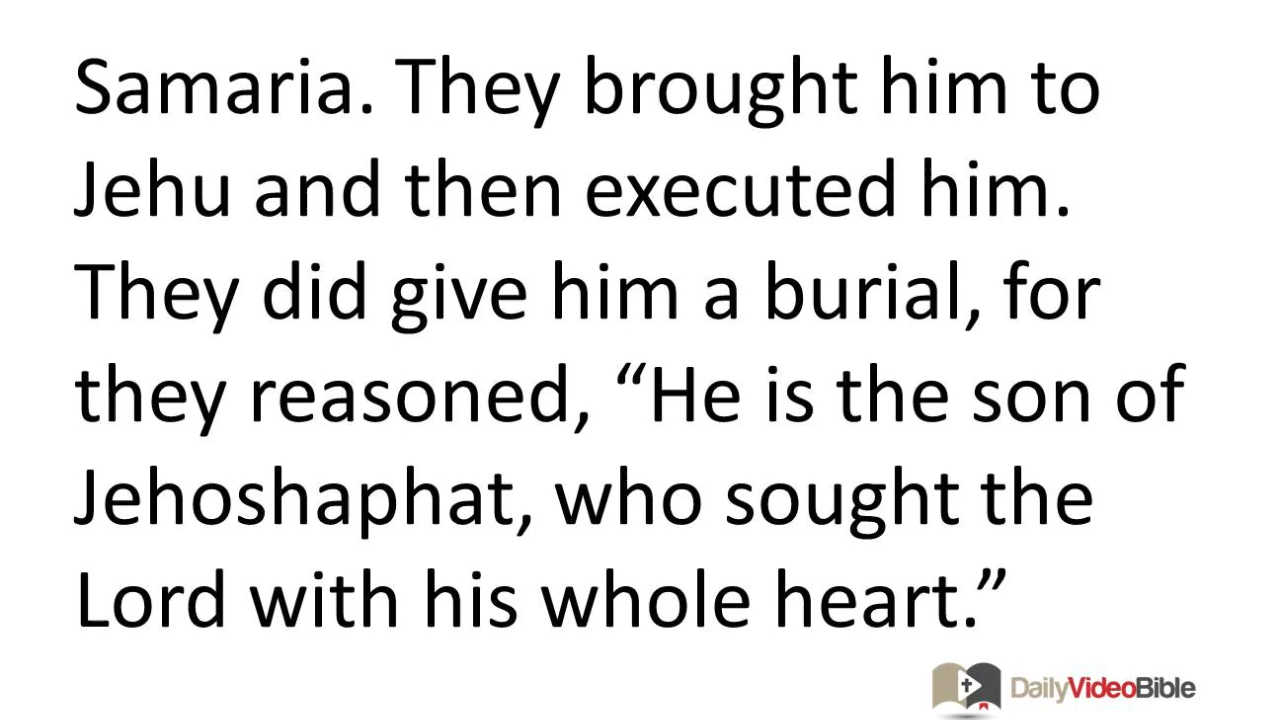 Samaria. They brought him to
Jehu and then executed him.
They did give him a burial, for
they reasoned, “He is the son of
Jehoshaphat, who sought the
Lord with his whole heart.”
DailyVideoBible